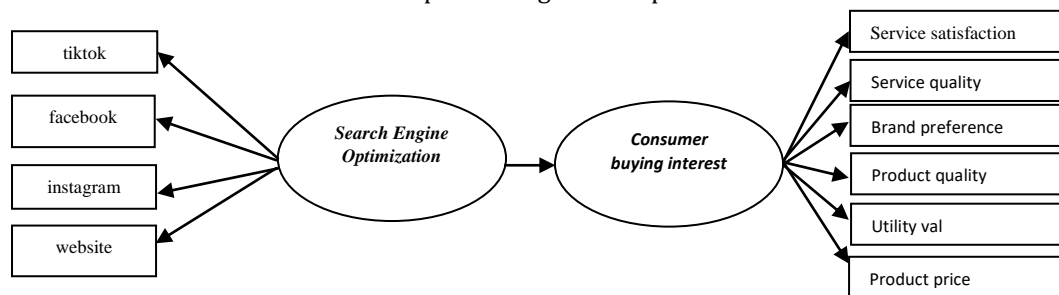 tiktok
facebook
instagram
website
Search Engine
Optimization
Consumer
buying interest
Service satisfaction
Service quality
Brand preference
Product quality
Utility val
Product price